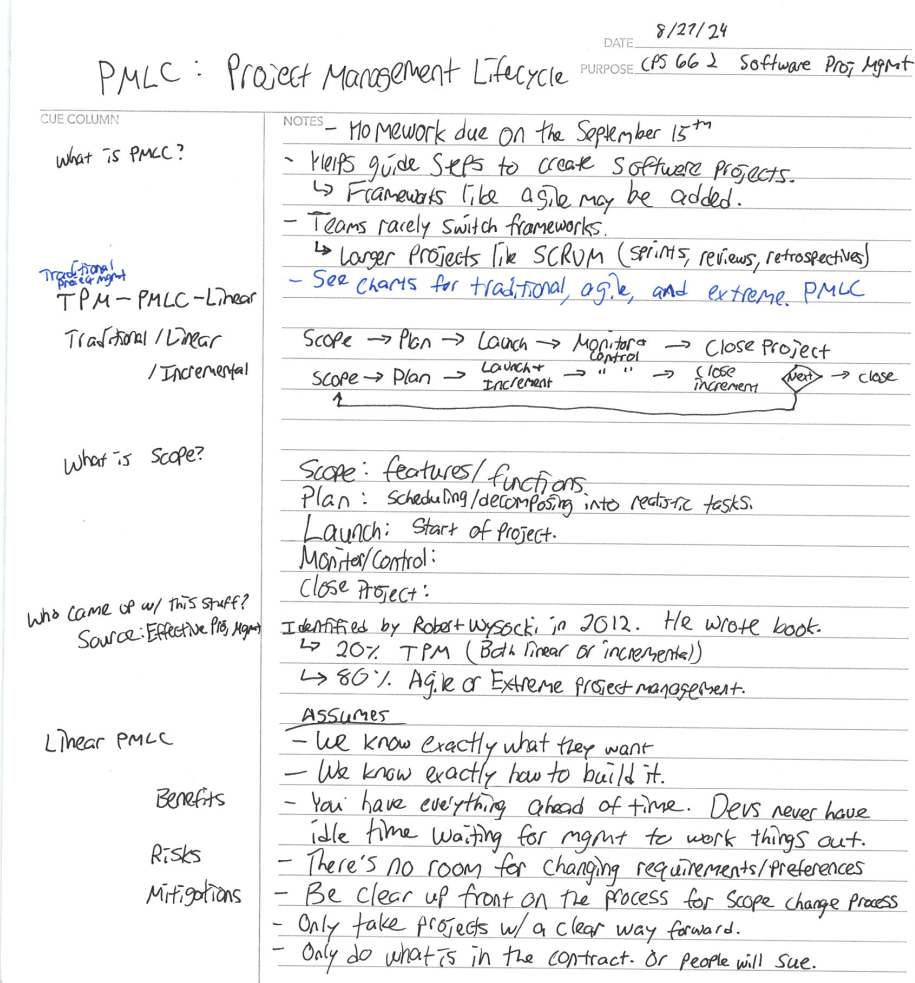 DATE 8/27/24
PMLC: Project Management Lifecycle
PURPOSE CPS 662 Software Proj Mgmt
CUE COLUMN
NOTES - Homework due on the September 15th
What is PMLC?
- Helps guide steps to create software projects.
↳ Frameworks like agile may be added.
- Teams rarely switch frameworks.
↳ Larger Projects like SCRUM (sprints, reviews, retrospectives)
Traditional
Project Mgmt
TPM-PMLC-Linear
- See charts for traditional, agile, and extreme PMLC
Traditional/Linear
Scope → Plan → Launch → Monitor & Control → Close Project
/Incremental
Scope → Plan → Launch + Increment → " " → Close increment Next → close
What is Scope?
Scope: features/functions
Plan: Scheduling/decomposing into realistic tasks.
Launch: Start of Project.
Monitor/Control:
Close Project:
Who came up w/ this stuff?
Source: Effective Proj Mgmt
Identified by Robert Wysocki in 2012. He wrote book.
↳ 20% TPM (Both linear or incremental)
↳ 80% Agile or Extreme project management.
Assumes
Linear PMLC
- We know exactly what they want
- We know exactly how to build it.
Benefits
- You have everything ahead of time. Devs never have
idle time waiting for mgmt to work things out.
Risks
- There's no room for changing requirements/preferences
Mitigations
- Be clear up front on the process for scope change process
- Only take projects w/ a clear way forward.
- Only do what is in the contract. Or people will sue.